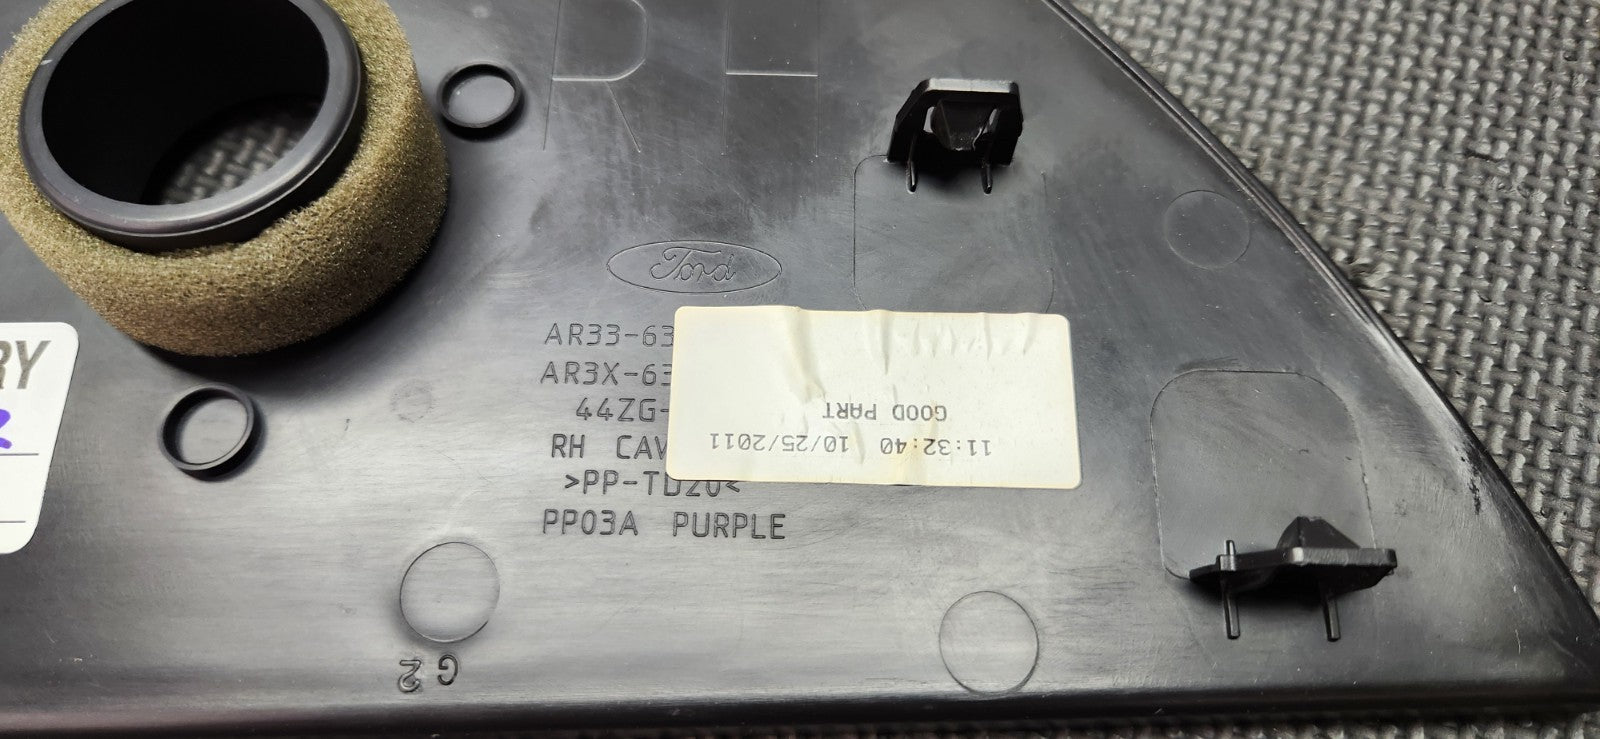 RH
Ford
AR33-63
AR3X-63
44ZG-
RH CAV
>PP-TD20<
PP03A PURPLE
11:32:40 10/25/2011
GOOD PART
RY
G2